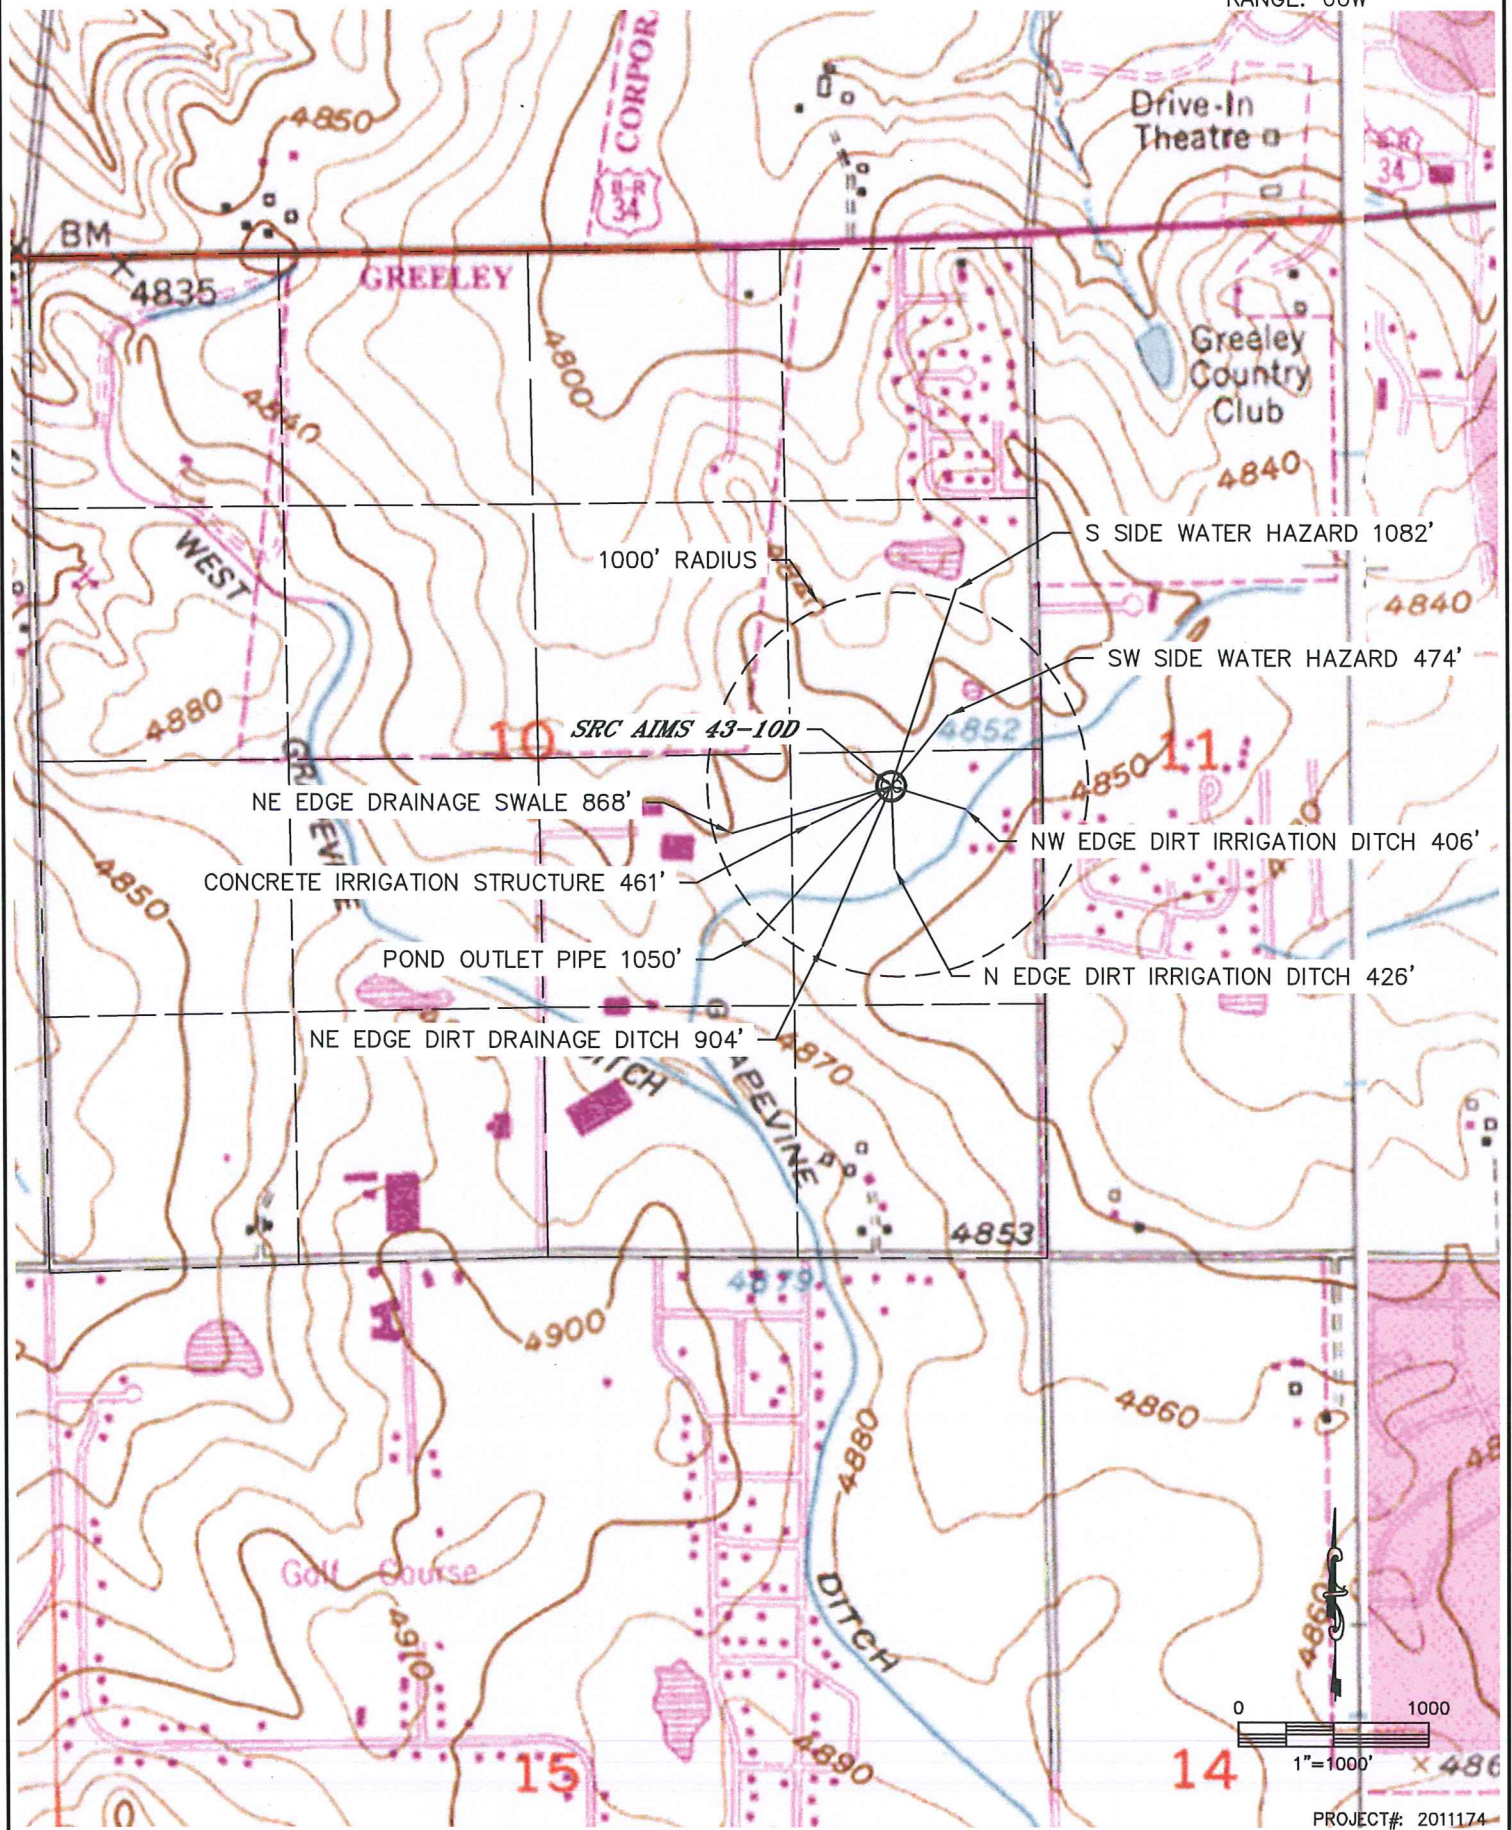 RANGE: 66W
CORPOR
4850
Drive-In
Theatre
B-R
34
B-R
34
BM
4835
GREELEY
4800
Greeley
Country
Club
4840
4840
WEST
1000' RADIUS
S SIDE WATER HAZARD 1082'
4840
SW SIDE WATER HAZARD 474'
4880
10
SRC AIMS 43-10D
4852
11
4850
NE EDGE DRAINAGE SWALE 868'
NW EDGE DIRT IRRIGATION DITCH 406'
4850
CONCRETE IRRIGATION STRUCTURE 461'
POND OUTLET PIPE 1050'
N EDGE DIRT IRRIGATION DITCH 426'
G
NE EDGE DIRT DRAINAGE DITCH 904'
4870
APEVINE
4853
4879
4900
4860
4880
Golf Course
DITCH
4910
4860
0 1000
1"=1000'
4890
15
14
486
PROJECT#: 2011174